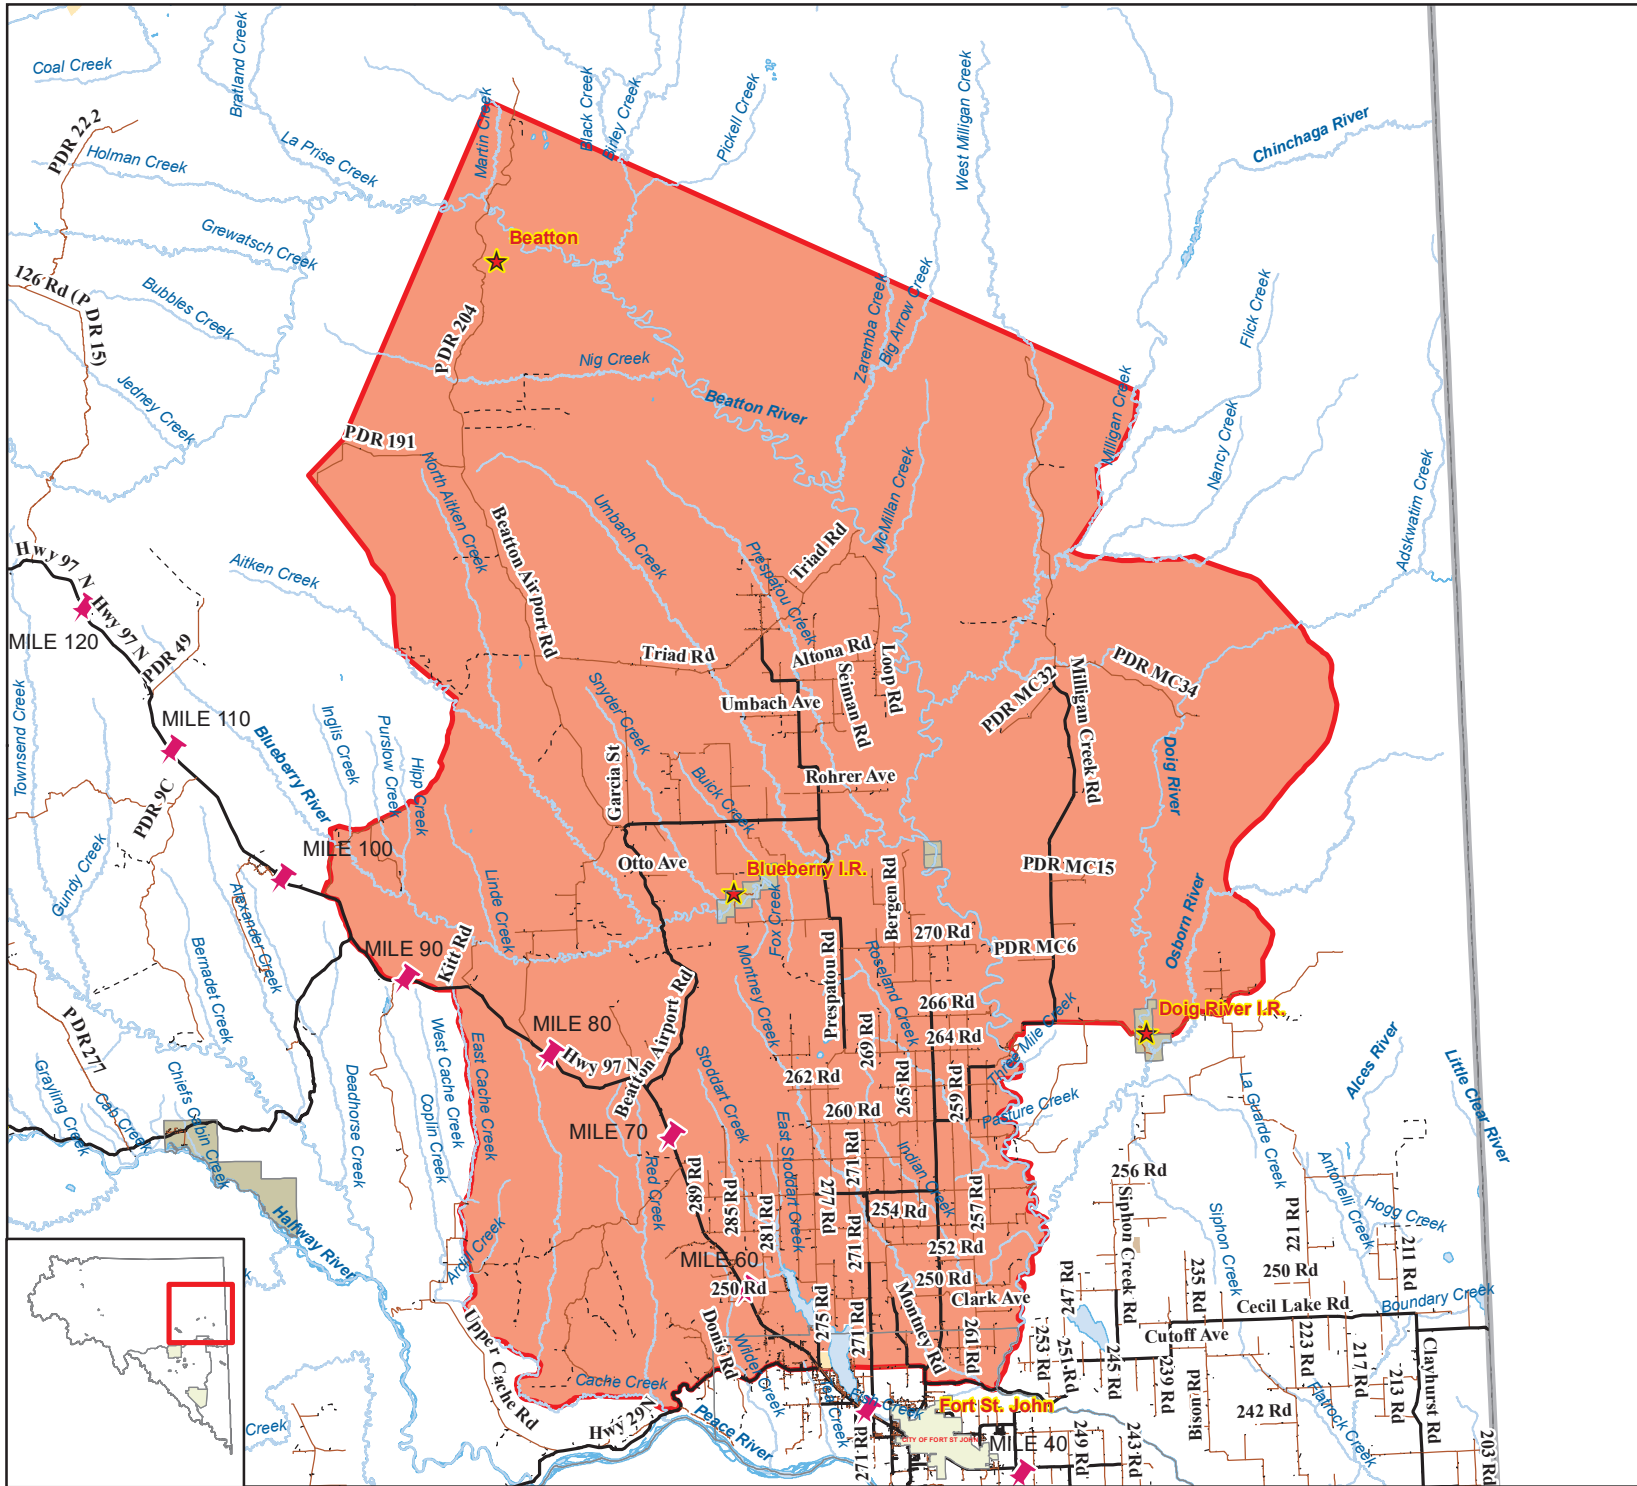 Coal Creek
Bratland Creek
PDR 22.2
Holman Creek
La Prise Creek
Martin Creek
Black Creek
Birley Creek
Pickell Creek
West Milligan Creek
Chinchaga River
Grewatsch Creek
Beatton
126 Rd (PDR 15)
Bubbles Creek
PDR 204
Nig Creek
Zaremba Creek
Big Arrow Creek
Flick Creek
Jedney Creek
Beatton River
Milligan Creek
PDR 191
North Aitken Creek
McMillan Creek
Nancy Creek
Adskwatim Creek
Umbach Creek
Beatton Airport Rd
Prespatou Creek
Triad Rd
Hwy 97 N
Hwy 97 N
Aitken Creek
MILE 120
PDR 49
Triad Rd
Altona Rd
Loop Rd
Seiman Rd
Umbach Ave
PDR MC32
Milligan Creek Rd
PDR MC34
Townsend Creek
MILE 110
Blueberry River
Inglis Creek
Purslow Creek
Hipp Creek
Snyder Creek
Garcia St
Buick Creek
Rohrer Ave
Doig River
PDR 9C
MILE 100
Otto Ave
Blueberry I.R.
Bergen Rd
PDR MC15
Gundy Creek
Alexander Creek
Linde Creek
Fox Creek
Osborn River
Bernadet Creek
MILE 90
Kitt Rd
Montney Creek
Prespatou Rd
Roseland Creek
270 Rd
PDR MC6
PDR 277
Beatton Airport Rd
266 Rd
Doig River I.R.
MILE 80
West Cache Creek
East Cache Creek
Hwy 97 N
Stoddart Creek
269 Rd
264 Rd
Three Mile Creek
Grayling Creek
Cab Creek
Chiefs Cabin Creek
Deadhorse Creek
Coplin Creek
262 Rd
265 Rd
259 Rd
Pasture Creek
La Guarde Creek
Alces River
Little Clear River
MILE 70
260 Rd
East Stoddart Creek
271 Rd
Indian Creek
Red Creek
289 Rd
285 Rd
281 Rd
277 Rd
254 Rd
257 Rd
256 Rd
Siphon Creek Rd
Siphon Creek
221 Rd
Antonelli Creek
Hogg Creek
Halfway River
Ardill Creek
271 Rd
252 Rd
MILE 60
250 Rd
250 Rd
Clark Ave
247 Rd
235 Rd
250 Rd
211 Rd
Boundary Creek
Upper Cache Rd
Donis Rd
275 Rd
271 Rd
Montney Rd
261 Rd
253 Rd
251 Rd
245 Rd
Cutoff Ave
Cecil Lake Rd
239 Rd
Bison Rd
223 Rd
217 Rd
213 Rd
Clayhurst Rd
Wilder Creek
Cache Creek
Hwy 29 N
Peace River
Fish Creek
Fort St. John
CITY OF FORT ST JOHN
MILE 40
271 Rd
249 Rd
243 Rd
242 Rd
Flatrock Creek
203 Rd
Creek